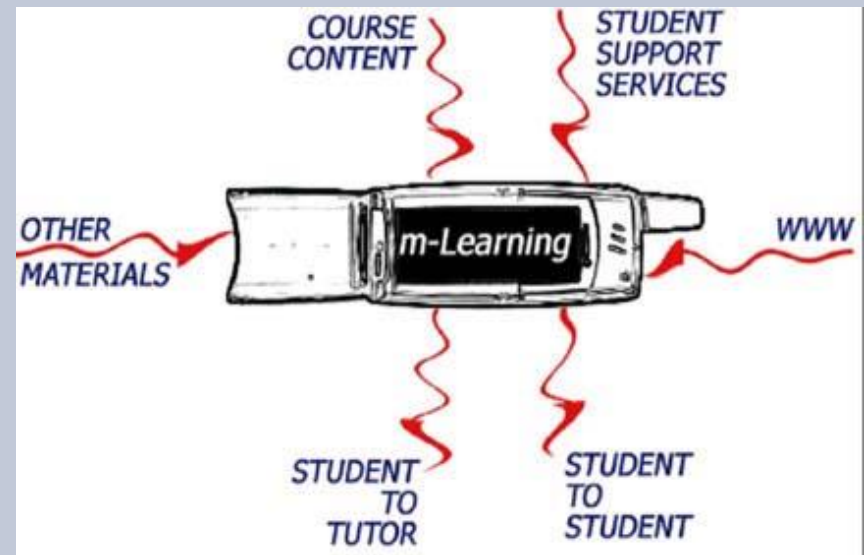 COURSE
CONTENT
STUDENT
SUPPORT
SERVICES
OTHER
MATERIALS
m-Learning
WWW
STUDENT
TO
TUTOR
STUDENT
TO
STUDENT